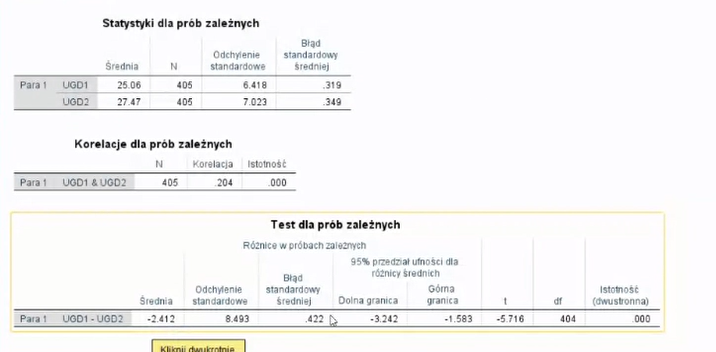 Statystyki dla prób zależnych
Średnia N Odchylenie standardowe Błąd standardowy średniej
Para 1 UGD1 25.06 405 6.418 .319
UGD2 27.47 405 7.023 .349
Korelacje dla prób zależnych
N Korelacja Istotność
Para 1 UGD1 & UGD2 405 .204 .000
Test dla prób zależnych
Różnice w próbach zależnych
95% przedział ufności dla różnicy średnich
Średnia Odchylenie standardowe Błąd standardowy średniej Dolna granica Górna granica t df Istotność (dwustronna)
Para 1 UGD1 - UGD2 -2.412 8.493 .422 -3.242 -1.583 -5.716 404 .000
Kliknij dwukrotnie